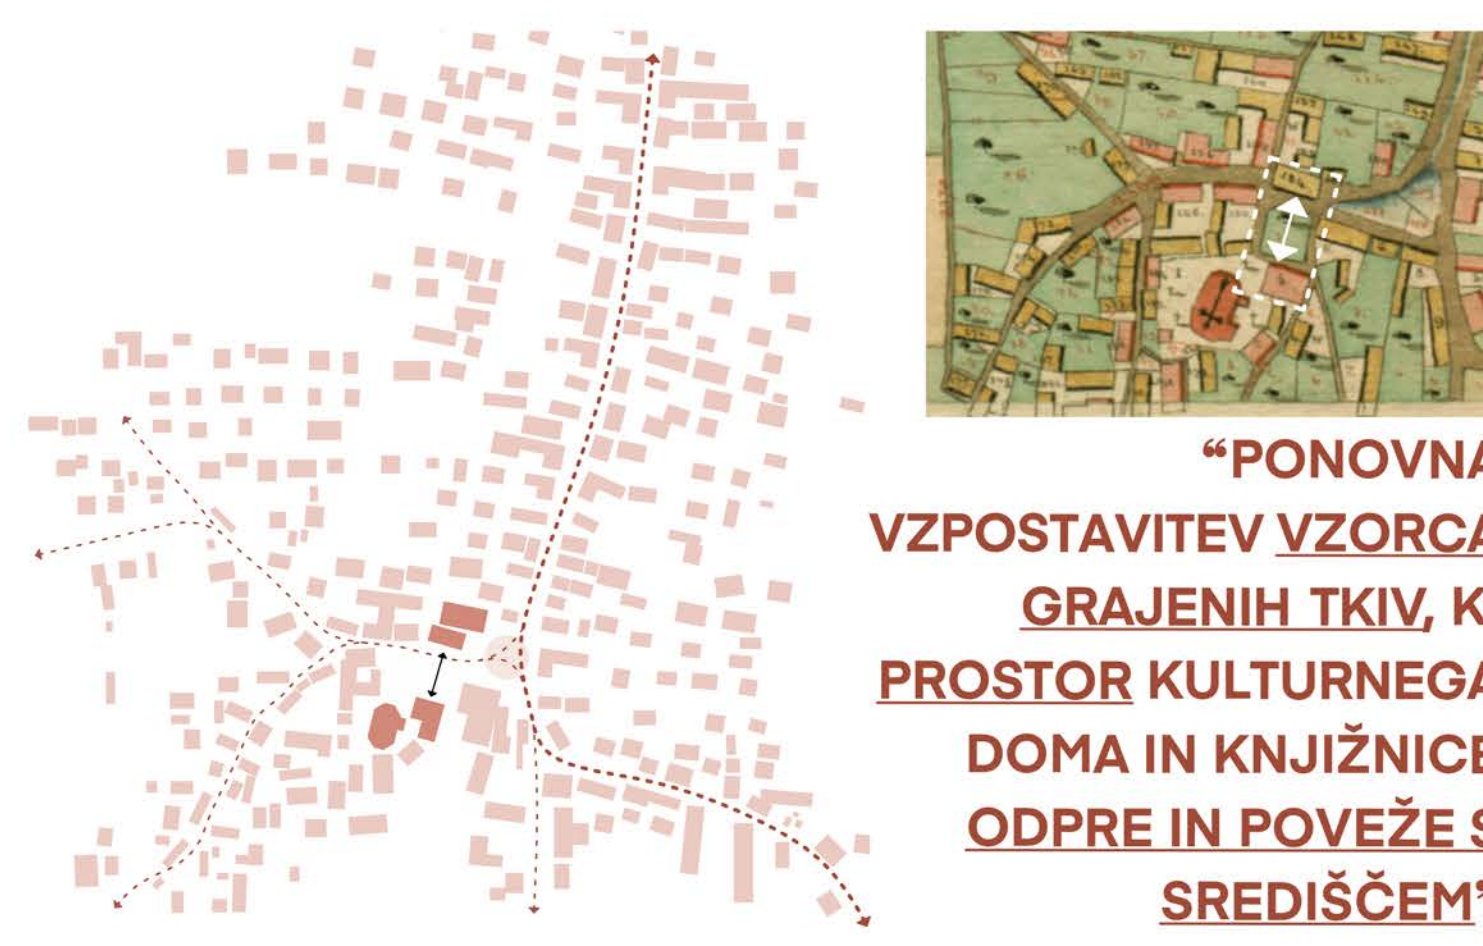 “PONOVNA
VZPOSTAVITEV VZORCA
GRAJENIH TKIV, K
PROSTOR KULTURNEGA
DOMA IN KNJIŽNICE
ODPRE IN POVEŽE S
SREDIŠČEM”